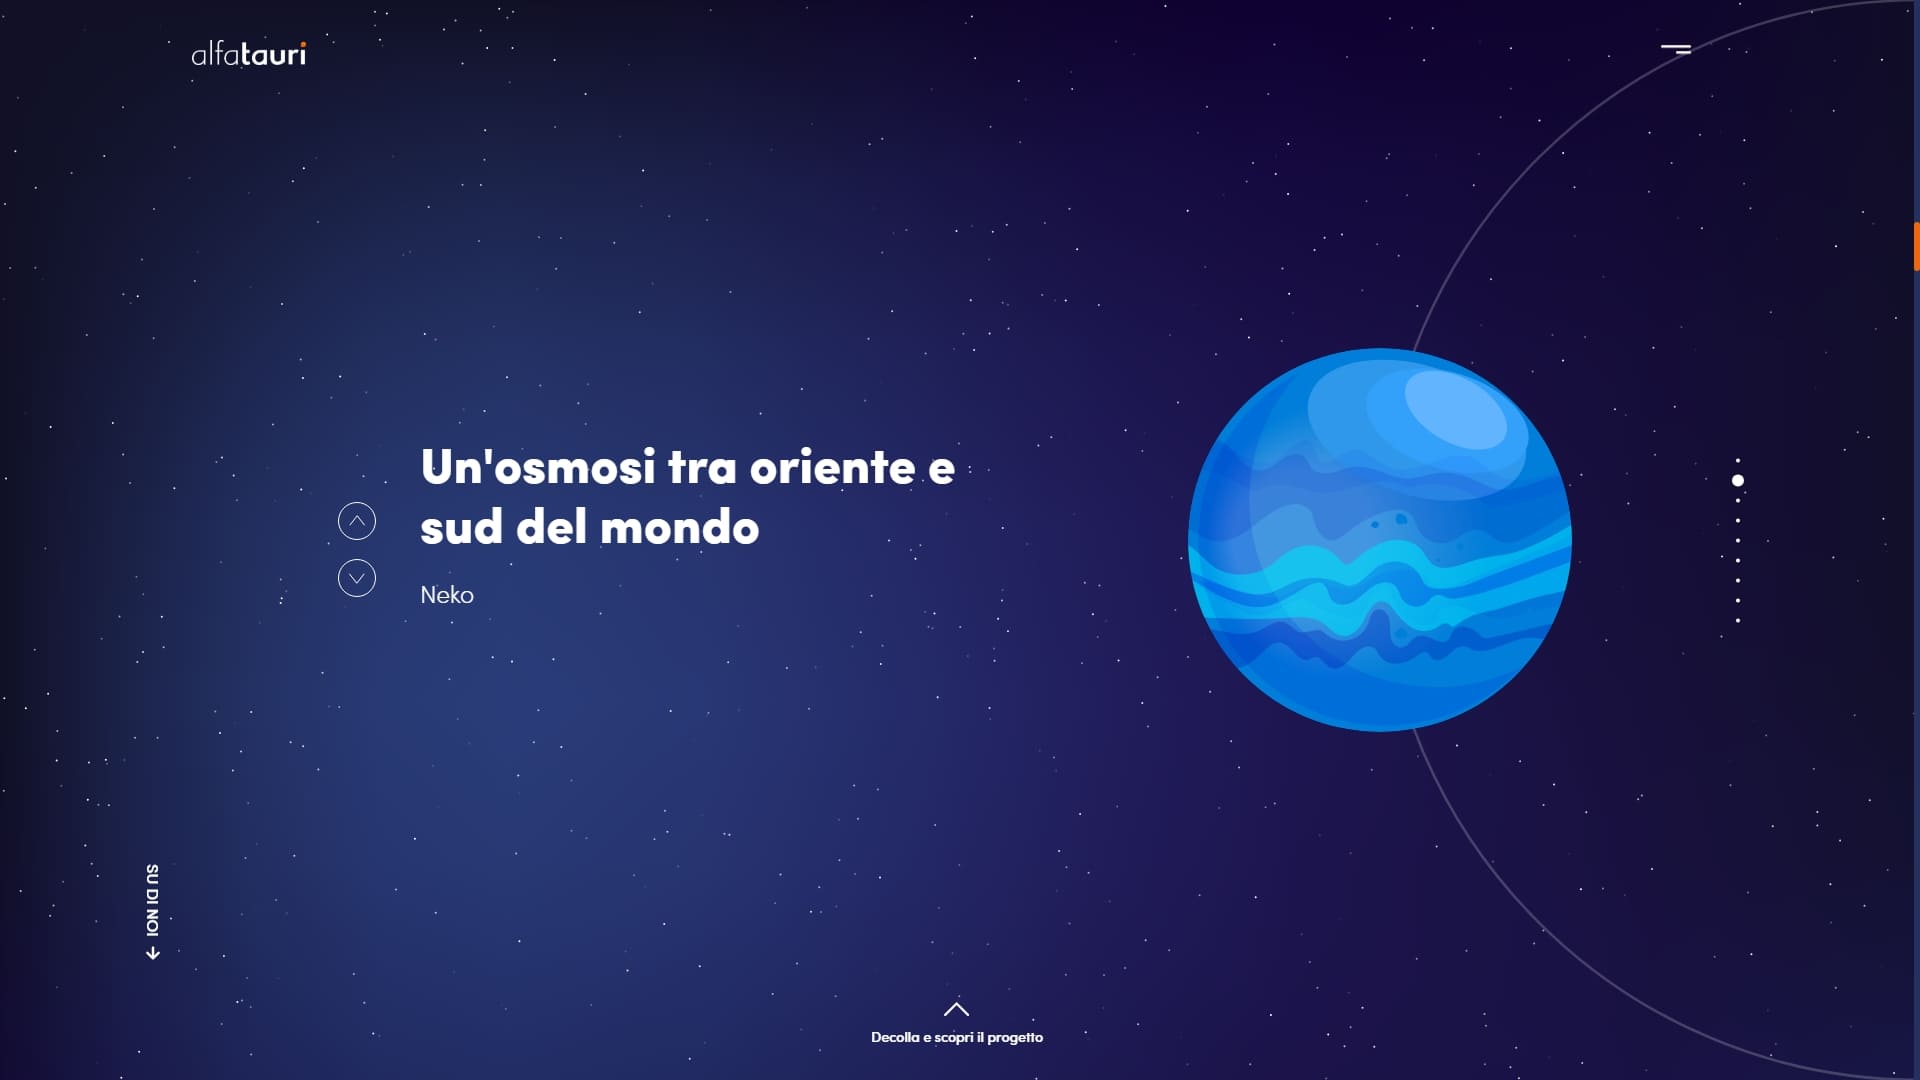 alfatauri
Un'osmosi tra oriente e
sud del mondo
Neko
SU DI NOI
Decolla e scopri il progetto